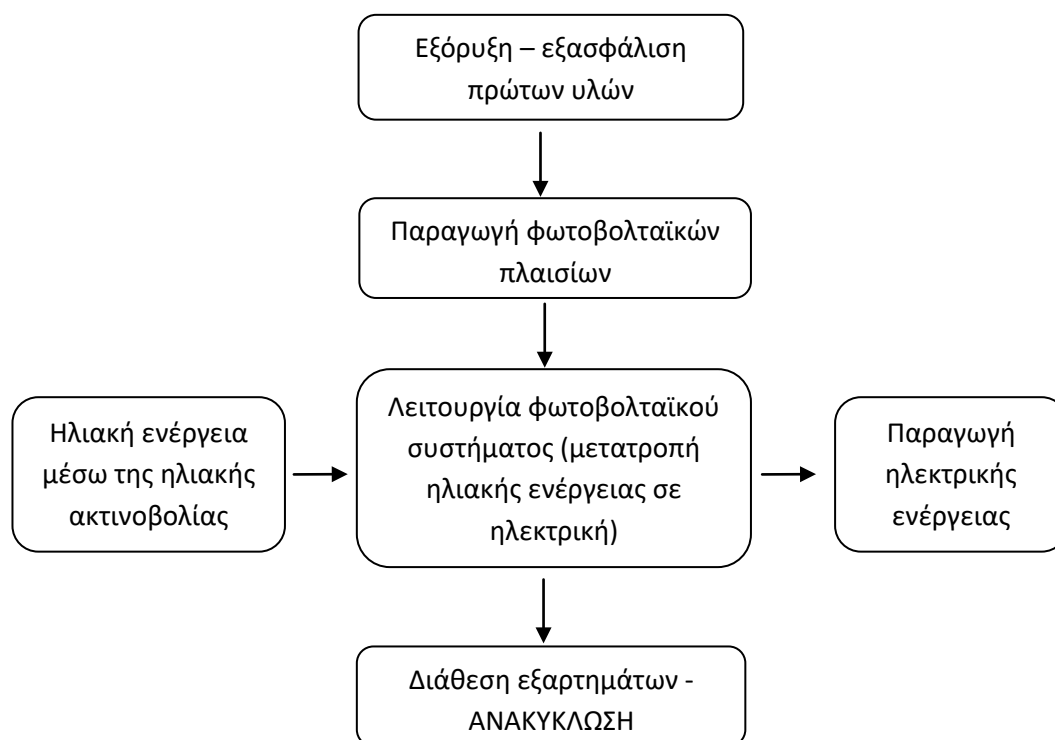 Εξόρυξη – εξασφάλιση
πρώτων υλών
Παραγωγή φωτοβολταϊκών
πλαισίων
Ηλιακή ενέργεια
μέσω της ηλιακής
ακτινοβολίας
Λειτουργία φωτοβολταϊκού
συστήματος (μετατροπή
ηλιακής ενέργειας σε
ηλεκτρική)
Παραγωγή
ηλεκτρικής
ενέργειας
Διάθεση εξαρτημάτων -
ΑΝΑΚΥΚΛΩΣΗ